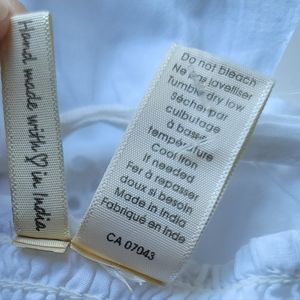 Hand made with ♡ in India
Do not bleach
Ne pas javelliser
Tumble dry low
Sécher par
culbutage
à basse
température
Cool iron
if needed
Fer à repasser
doux si besoin
Made in India
Fabriqué en Inde
CA 07043